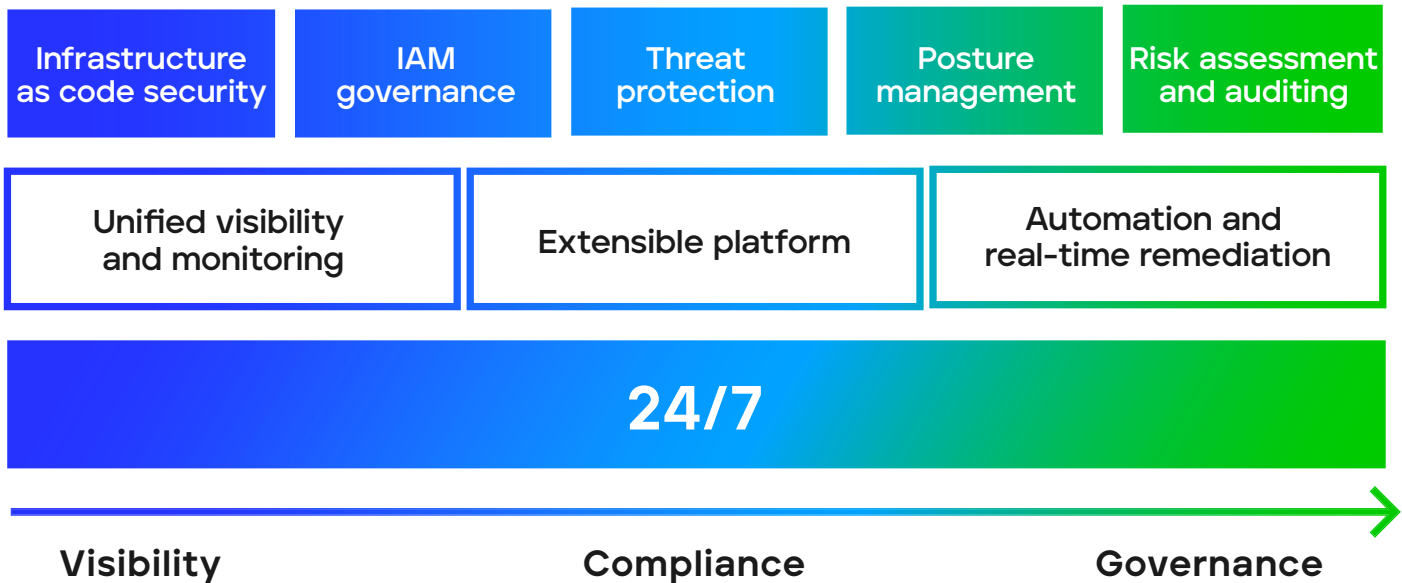 Infrastructure
as code security
IAM
governance
Threat
protection
Posture
management
Risk assessment
and auditing
Unified visibility
and monitoring
Extensible platform
Automation and
real-time remediation
24/7
Visibility
Compliance
Governance